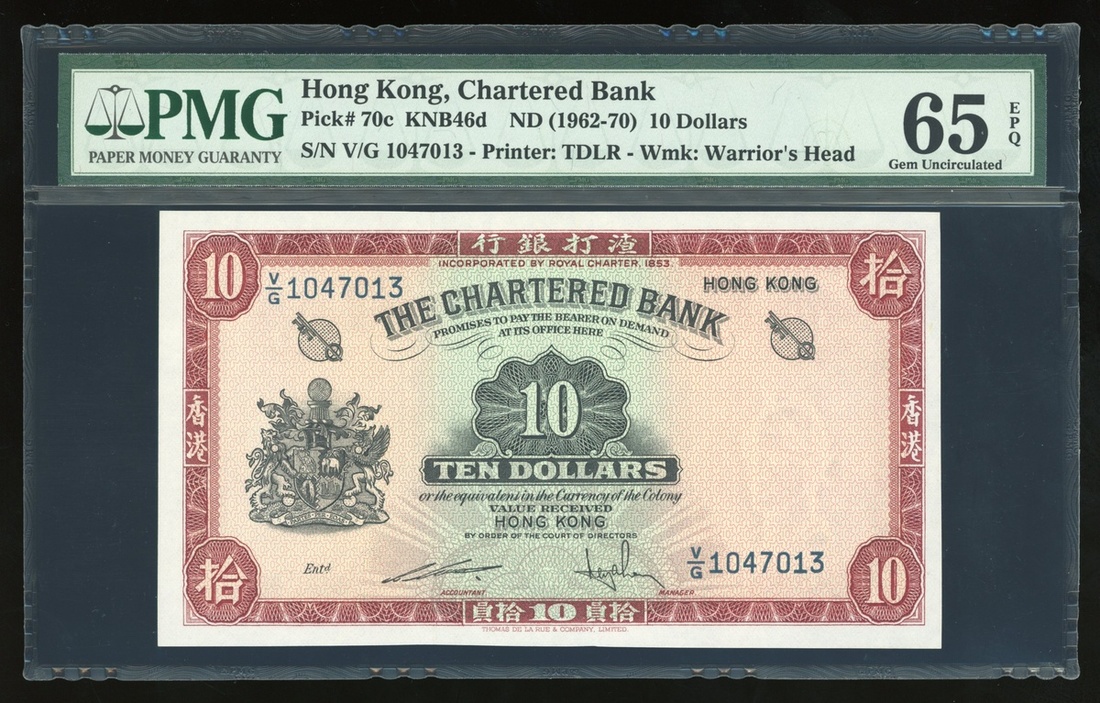 PMG
PAPER MONEY GUARANTY
Hong Kong, Chartered Bank
Pick# 70c KNB46d ND (1962-70) 10 Dollars
S/N V/G 1047013 - Printer: TDLR - Wmk: Warrior's Head
65
EPQ
Gem Uncirculated
行銀打渣
INCORPORATED BY ROYAL CHARTER, 1853.
10
V/G 1047013
HONG KONG
拾
THE CHARTERED BANK
PROMISES TO PAY THE BEARER ON DEMAND
AT ITS OFFICE HERE
10
香港
香港
TEN DOLLARS
or the equivalent in the Currency of the Colony
VALUE RECEIVED
HONG KONG
BY ORDER OF THE COURT OF DIRECTORS
拾
Entd
V/G 1047013
10
ACCOUNTANT
MANAGER
員拾 10 員拾
THOMAS DE LA RUE & COMPANY, LIMITED.